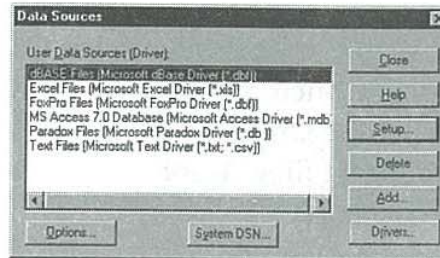 Data Sources
User Data Sources (Driver):
dBASE Files (Microsoft dBase Driver (*.dbf))
Excel Files (Microsoft Excel Driver (*.xls))
FoxPro Files (Microsoft FoxPro Driver (*.dbf))
MS Access 7.0 Database (Microsoft Access Driver (*.mdb
Paradox Files (Microsoft Paradox Driver (*.db ))
Text Files (Microsoft Text Driver (*.txt; *.csv))
Close
Help
Setup...
Delete
Add...
Options...
System DSN...
Drivers...